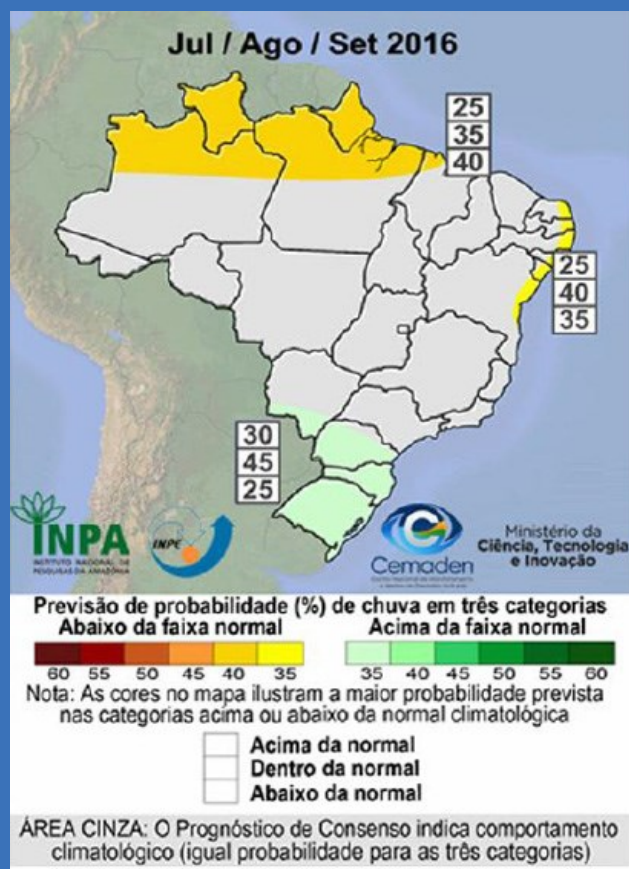 Jul / Ago / Set 2016
25
35
40
25
40
35
30
45
25
INPA
INSTITUTO NACIONAL DE
PESQUISAS DA AMAZÔNIA
INPE
Cemaden
Ministério da
Ciência, Tecnologia
e Inovação
Previsão de probabilidade (%) de chuva em três categorias
Abaixo da faixa normal Acima da faixa normal
60 55 50 45 40 35 35 40 45 50 55 60
Nota: As cores no mapa ilustram a maior probabilidade prevista
nas categorias acima ou abaixo da normal climatológica
Acima da normal
Dentro da normal
Abaixo da normal
ÁREA CINZA: O Prognóstico de Consenso indica comportamento
climatológico (igual probabilidade para as três categorias)